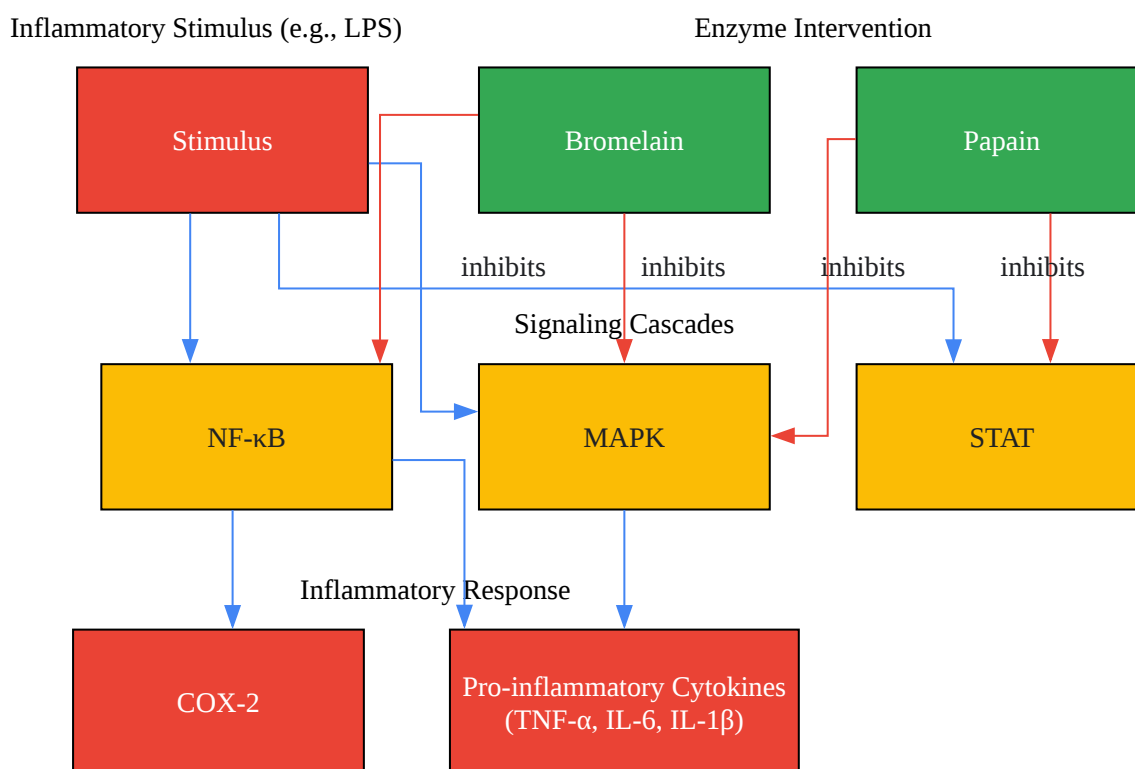 Inflammatory Stimulus (e.g., LPS)
Enzyme Intervention
Stimulus
Bromelain
Papain
inhibits
inhibits
inhibits
inhibits
Signaling Cascades
NF-κB
MAPK
STAT
Inflammatory Response
COX-2
Pro-inflammatory Cytokines
(TNF-α, IL-6, IL-1β)